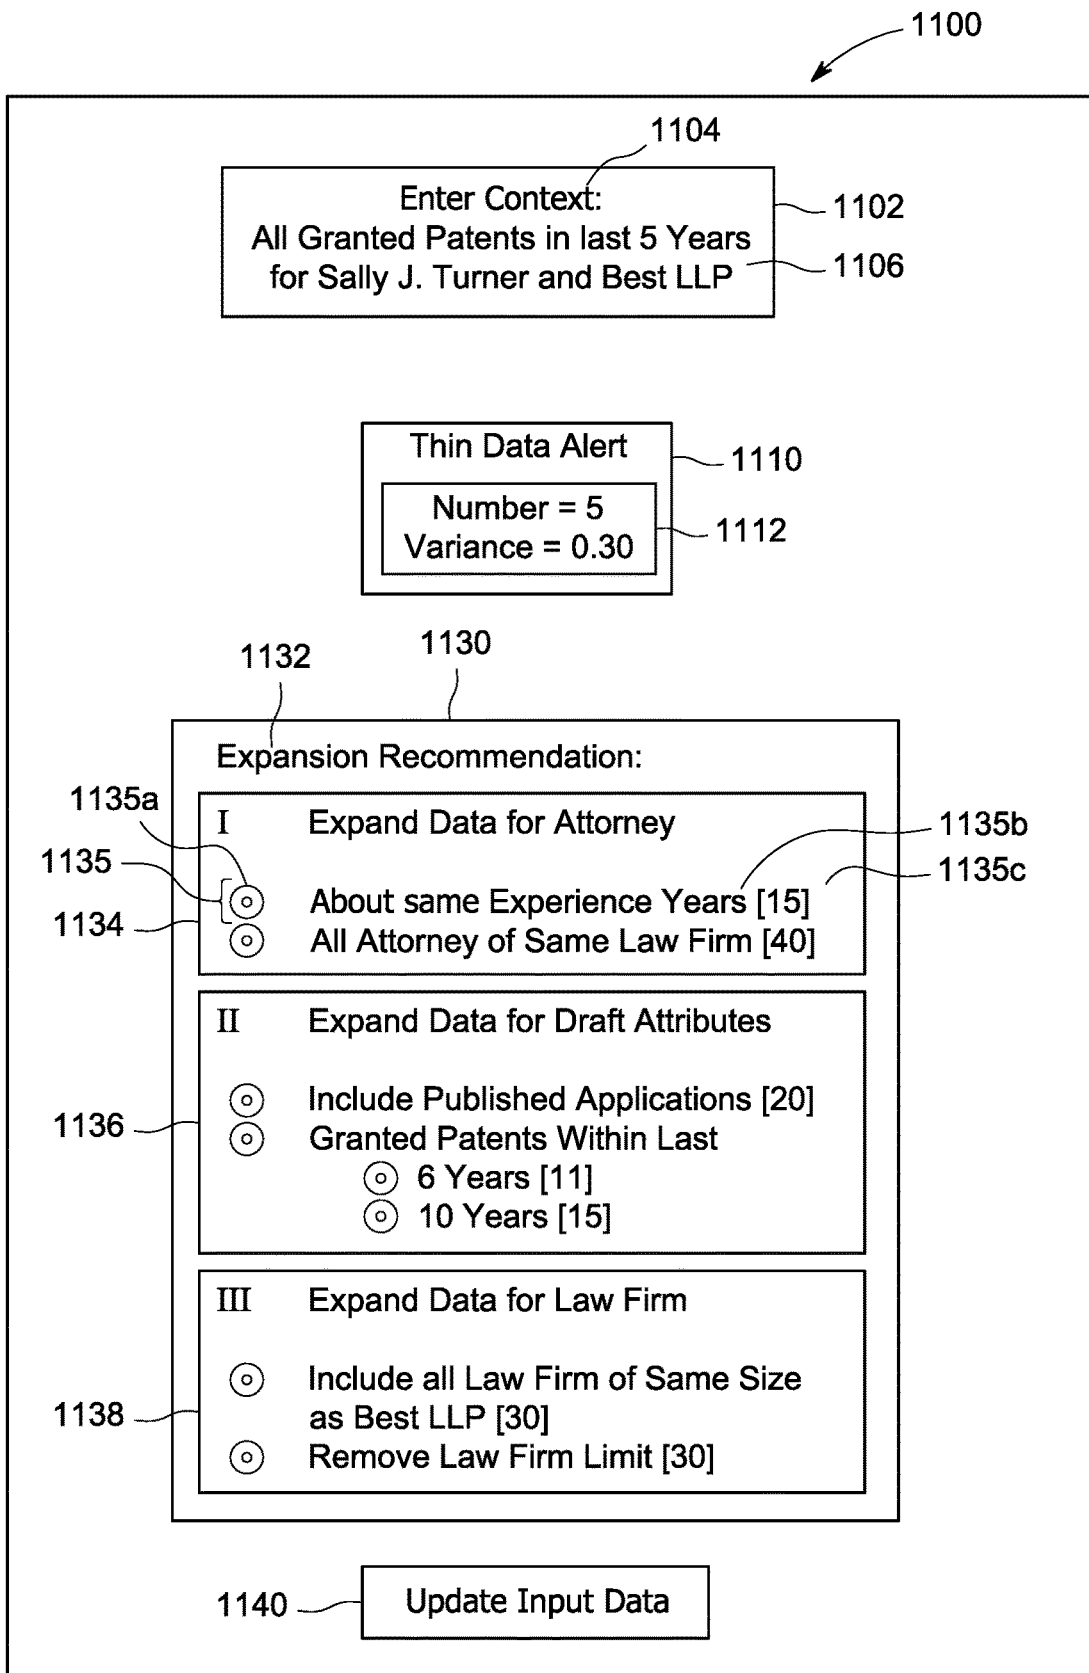 1100
1104
Enter Context:
1102
All Granted Patents in last 5 Years
for Sally J. Turner and Best LLP
1106
Thin Data Alert
1110
Number = 5
Variance = 0.30
1112
1130
1132
Expansion Recommendation:
1135a
I Expand Data for Attorney
1135b
1135
1135c
About same Experience Years [15]
1134
All Attorney of Same Law Firm [40]
II Expand Data for Draft Attributes
Include Published Applications [20]
1136
Granted Patents Within Last
6 Years [11]
10 Years [15]
III Expand Data for Law Firm
Include all Law Firm of Same Size
1138
as Best LLP [30]
Remove Law Firm Limit [30]
1140
Update Input Data